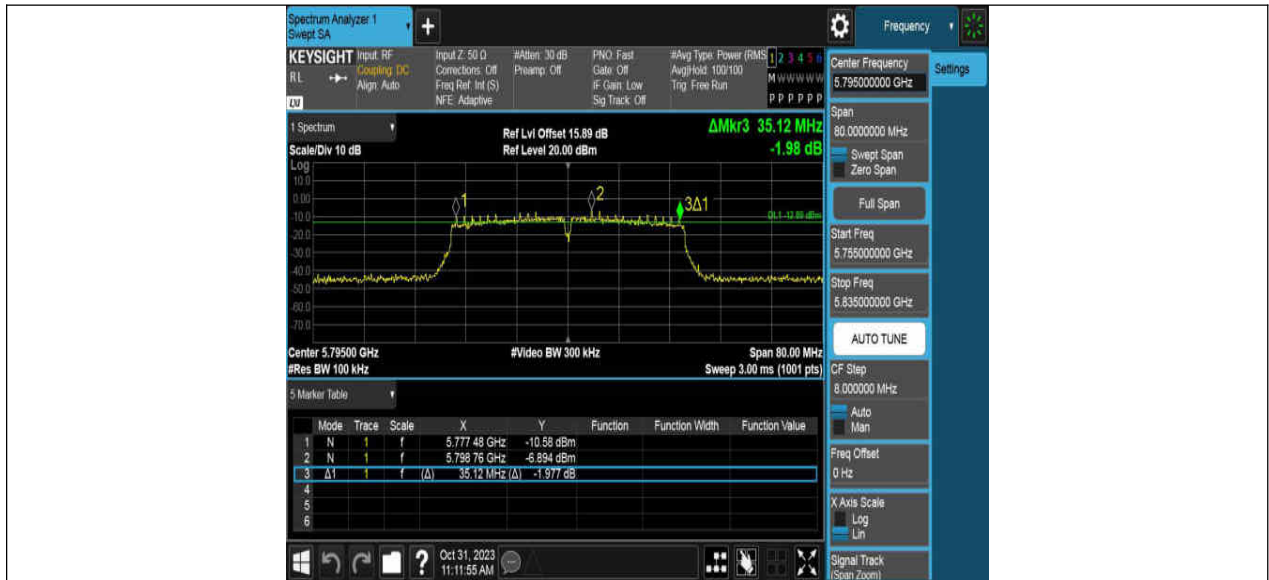 Spectrum Analyzer 1
Swept SA
+
Frequency
KEYSIGHT
RL
LXI
Input: RF
Coupling: DC
Align: Auto
Input Z: 50 Ω
Corrections: Off
Freq Ref: Int (S)
NFE: Adaptive
#Atten: 30 dB
Preamp: Off
PNO: Fast
Gate: Off
IF Gain: Low
Sig Track: Off
#Avg Type: Power (RMS
Avg|Hold: 100/100
Trig: Free Run
1 2 3 4 5 6
M W W W W W
P P P P P P
Center Frequency
5.795000000 GHz
Settings
Span
80.0000000 MHz
Swept Span
Zero Span
Full Span
Start Freq
5.755000000 GHz
Stop Freq
5.835000000 GHz
AUTO TUNE
CF Step
8.000000 MHz
Auto
Man
Freq Offset
0 Hz
X Axis Scale
Log
Lin
Signal Track
(Span Zoom)
1 Spectrum
Scale/Div 10 dB
Ref Lvl Offset 15.89 dB
Ref Level 20.00 dBm
ΔMkr3 35.12 MHz
-1.98 dB
Log
10.0
0.00
-10.0
-20.0
-30.0
-40.0
-50.0
-60.0
-70.0
1
2
3Δ1
DL1 -12.89 dBm
Center 5.79500 GHz
#Video BW 300 kHz
Span 80.00 MHz
#Res BW 100 kHz
Sweep 3.00 ms (1001 pts)
5 Marker Table
Mode Trace Scale X Y Function Function Width Function Value
1 N 1 f 5.777 48 GHz -10.58 dBm
2 N 1 f 5.798 76 GHz -6.894 dBm
3 Δ1 1 f (Δ) 35.12 MHz (Δ) -1.977 dB
4
5
6
?
Oct 31, 2023
11:11:55 AM